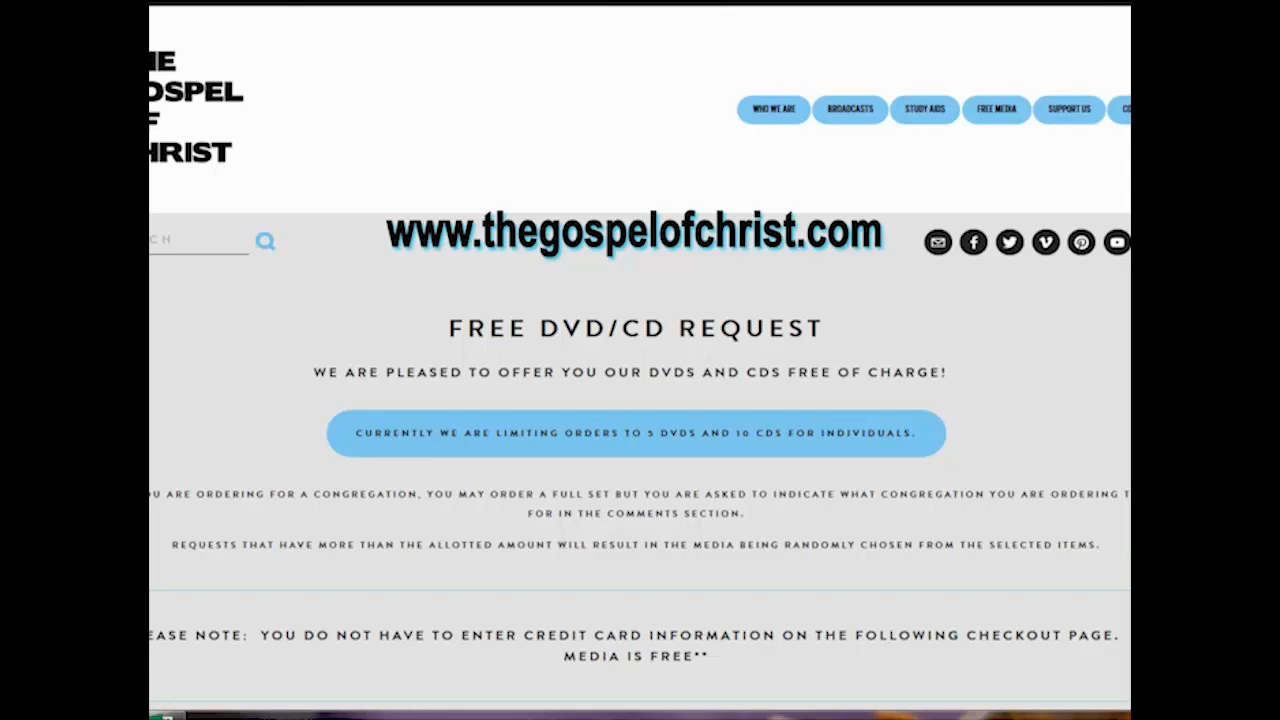 HE
OSPEL
F
HRIST
WHO WE ARE BROADCASTS STUDY AIDS FREE MEDIA SUPPORT US CO
CH
www.thegospelofchrist.com
FREE DVD/CD REQUEST
WE ARE PLEASED TO OFFER YOU OUR DVDS AND CDS FREE OF CHARGE!
CURRENTLY WE ARE LIMITING ORDERS TO 5 DVDS AND 10 CDS FOR INDIVIDUALS.
OU ARE ORDERING FOR A CONGREGATION, YOU MAY ORDER A FULL SET BUT YOU ARE ASKED TO INDICATE WHAT CONGREGATION YOU ARE ORDERING T
FOR IN THE COMMENTS SECTION.
REQUESTS THAT HAVE MORE THAN THE ALLOTTED AMOUNT WILL RESULT IN THE MEDIA BEING RANDOMLY CHOSEN FROM THE SELECTED ITEMS.
EASE NOTE: YOU DO NOT HAVE TO ENTER CREDIT CARD INFORMATION ON THE FOLLOWING CHECKOUT PAGE.
MEDIA IS FREE**